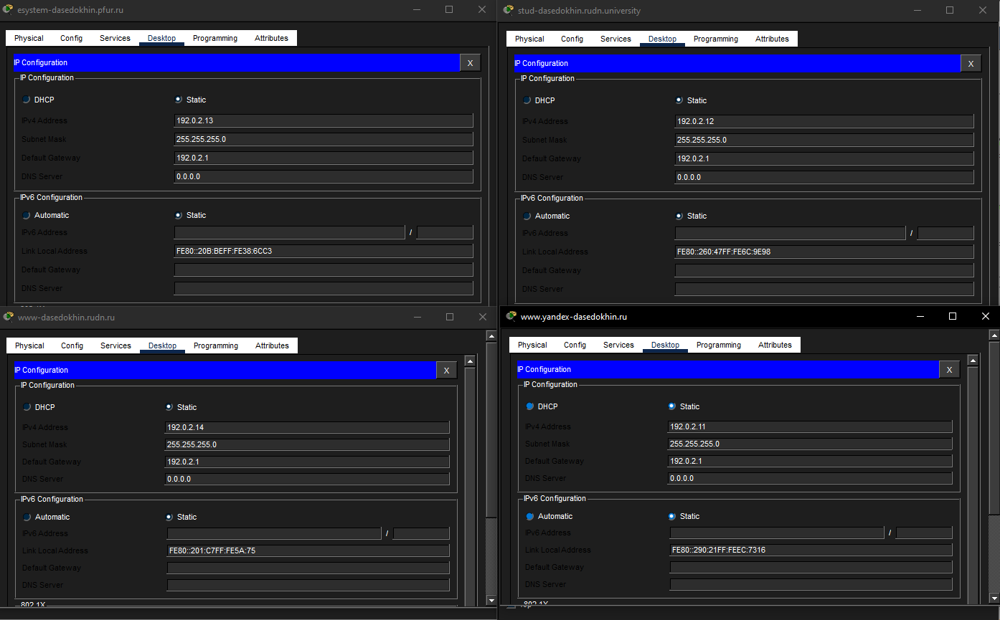 esystem-dasedokhin.pfur.ru
Physical Config Services Desktop Programming Attributes
IP Configuration X
IP Configuration
DHCP Static
IPv4 Address 192.0.2.13
Subnet Mask 255.255.255.0
Default Gateway 192.0.2.1
DNS Server 0.0.0.0
IPv6 Configuration
Automatic Static
IPv6 Address /
Link Local Address FE80::20B:BEFF:FE38:6CC3
Default Gateway
DNS Server
stud-dasedokhin.rudn.university
Physical Config Services Desktop Programming Attributes
IP Configuration X
IP Configuration
DHCP Static
IPv4 Address 192.0.2.12
Subnet Mask 255.255.255.0
Default Gateway 192.0.2.1
DNS Server 0.0.0.0
IPv6 Configuration
Automatic Static
IPv6 Address /
Link Local Address FE80::260:47FF:FE6C:9E98
Default Gateway
DNS Server
www-dasedokhin.rudn.ru
Physical Config Services Desktop Programming Attributes
IP Configuration X
IP Configuration
DHCP Static
IPv4 Address 192.0.2.14
Subnet Mask 255.255.255.0
Default Gateway 192.0.2.1
DNS Server 0.0.0.0
IPv6 Configuration
Automatic Static
IPv6 Address /
Link Local Address FE80::201:C7FF:FE5A:75
Default Gateway
DNS Server
802.1X
www.yandex-dasedokhin.ru
Physical Config Services Desktop Programming Attributes
IP Configuration X
IP Configuration
DHCP Static
IPv4 Address 192.0.2.11
Subnet Mask 255.255.255.0
Default Gateway 192.0.2.1
DNS Server 0.0.0.0
IPv6 Configuration
Automatic Static
IPv6 Address /
Link Local Address FE80::290:21FF:FEEC:7316
Default Gateway
DNS Server
802.1X